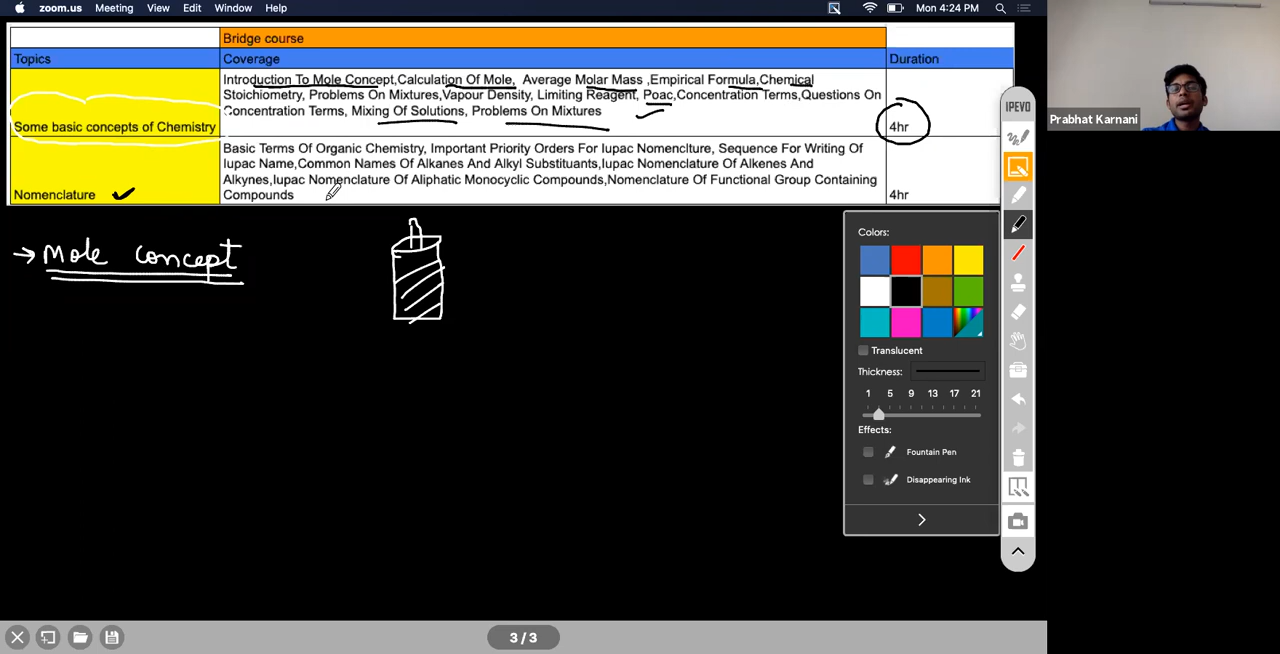 zoom.us Meeting View Edit Window Help Mon 4:24 PM
Bridge course
Topics Coverage Duration
Introduction To Mole Concept,Calculation Of Mole, Average Molar Mass ,Empirical Formula,Chemical
Stoichiometry, Problems On Mixtures,Vapour Density, Limiting Reagent, Poac,Concentration Terms,Questions On
Concentration Terms, Mixing Of Solutions, Problems On Mixtures
Some basic concepts of Chemistry 4hr
Basic Terms Of Organic Chemistry, Important Priority Orders For Iupac Nomenclture, Sequence For Writing Of
Iupac Name,Common Names Of Alkanes And Alkyl Substituants,Iupac Nomenclature Of Alkenes And
Alkynes,Iupac Nomenclature Of Aliphatic Monocyclic Compounds,Nomenclature Of Functional Group Containing
Compounds
Nomenclature 4hr
→ Mole concept
IPEVO
Prabhat Karnani
Colors:
Translucent
Thickness:
1 5 9 13 17 21
Effects:
Fountain Pen
Disappearing Ink
3 / 3